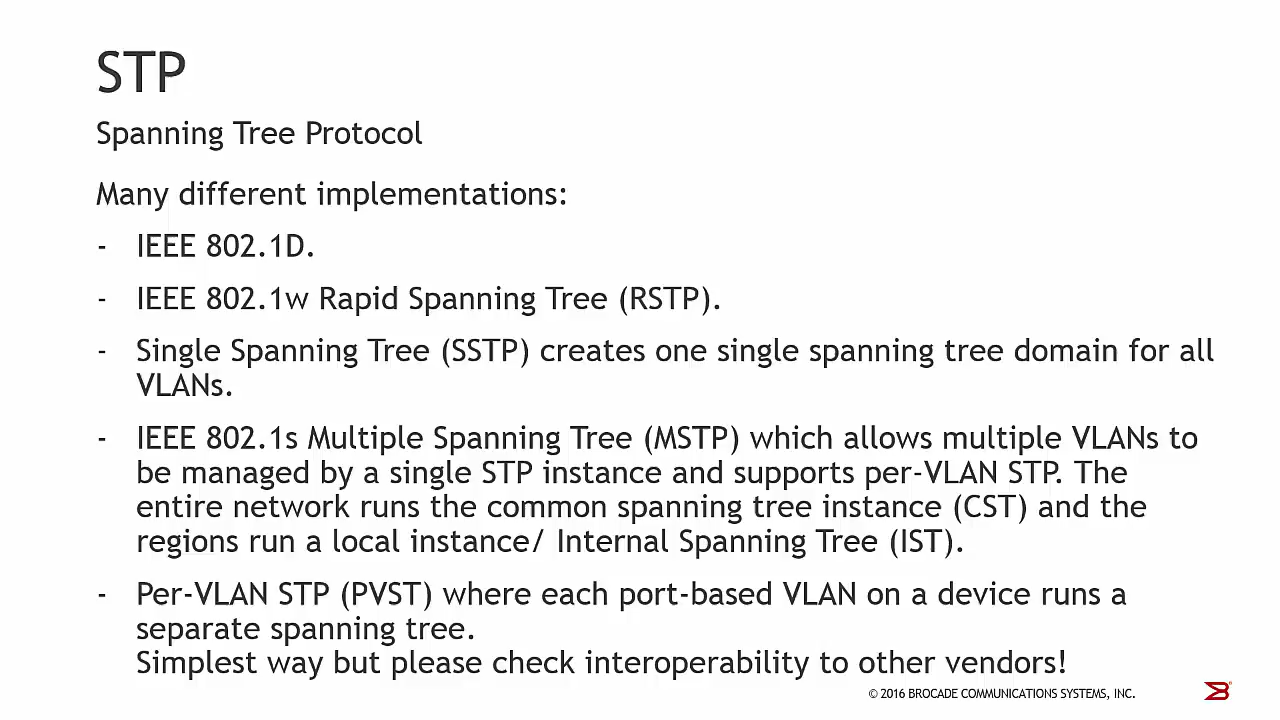 STP
Spanning Tree Protocol
Many different implementations:
- IEEE 802.1D.
- IEEE 802.1w Rapid Spanning Tree (RSTP).
- Single Spanning Tree (SSTP) creates one single spanning tree domain for all
VLANs.
- IEEE 802.1s Multiple Spanning Tree (MSTP) which allows multiple VLANs to
be managed by a single STP instance and supports per-VLAN STP. The
entire network runs the common spanning tree instance (CST) and the
regions run a local instance/ Internal Spanning Tree (IST).
- Per-VLAN STP (PVST) where each port-based VLAN on a device runs a
separate spanning tree.
Simplest way but please check interoperability to other vendors!
© 2016 BROCADE COMMUNICATIONS SYSTEMS, INC.